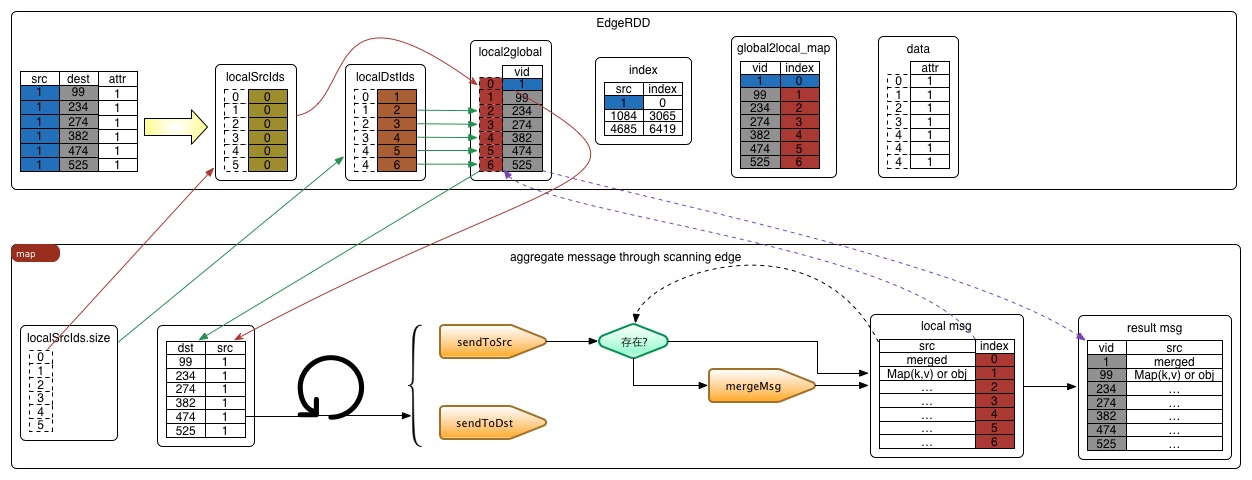 EdgeRDD
src dest attr
1 99 1
1 234 1
1 274 1
1 382 1
1 474 1
1 525 1
localSrcIds
0 0
1 0
2 0
3 0
4 0
5 0
localDstIds
0 1
1 2
2 3
3 4
4 5
4 6
local2global
vid
0 1
1 99
2 234
3 274
4 382
5 474
6 525
index
src index
1 0
1084 3065
4685 6419
global2local_map
vid index
1 0
99 1
234 2
274 3
382 4
474 5
525 6
data
attr
0 1
1 1
2 1
3 1
4 1
4 1
4 1
map
aggregate message through scanning edge
localSrcIds.size
0
1
2
3
4
5
dst src
99 1
234 1
274 1
382 1
474 1
525 1
sendToSrc
sendToDst
存在?
mergeMsg
local msg
src index
merged 0
Map(k,v) or obj 1
... 2
... 3
... 4
... 5
... 6
result msg
vid src
1 merged
99 Map(k,v) or obj
234 ...
274 ...
382 ...
474 ...
525 ...